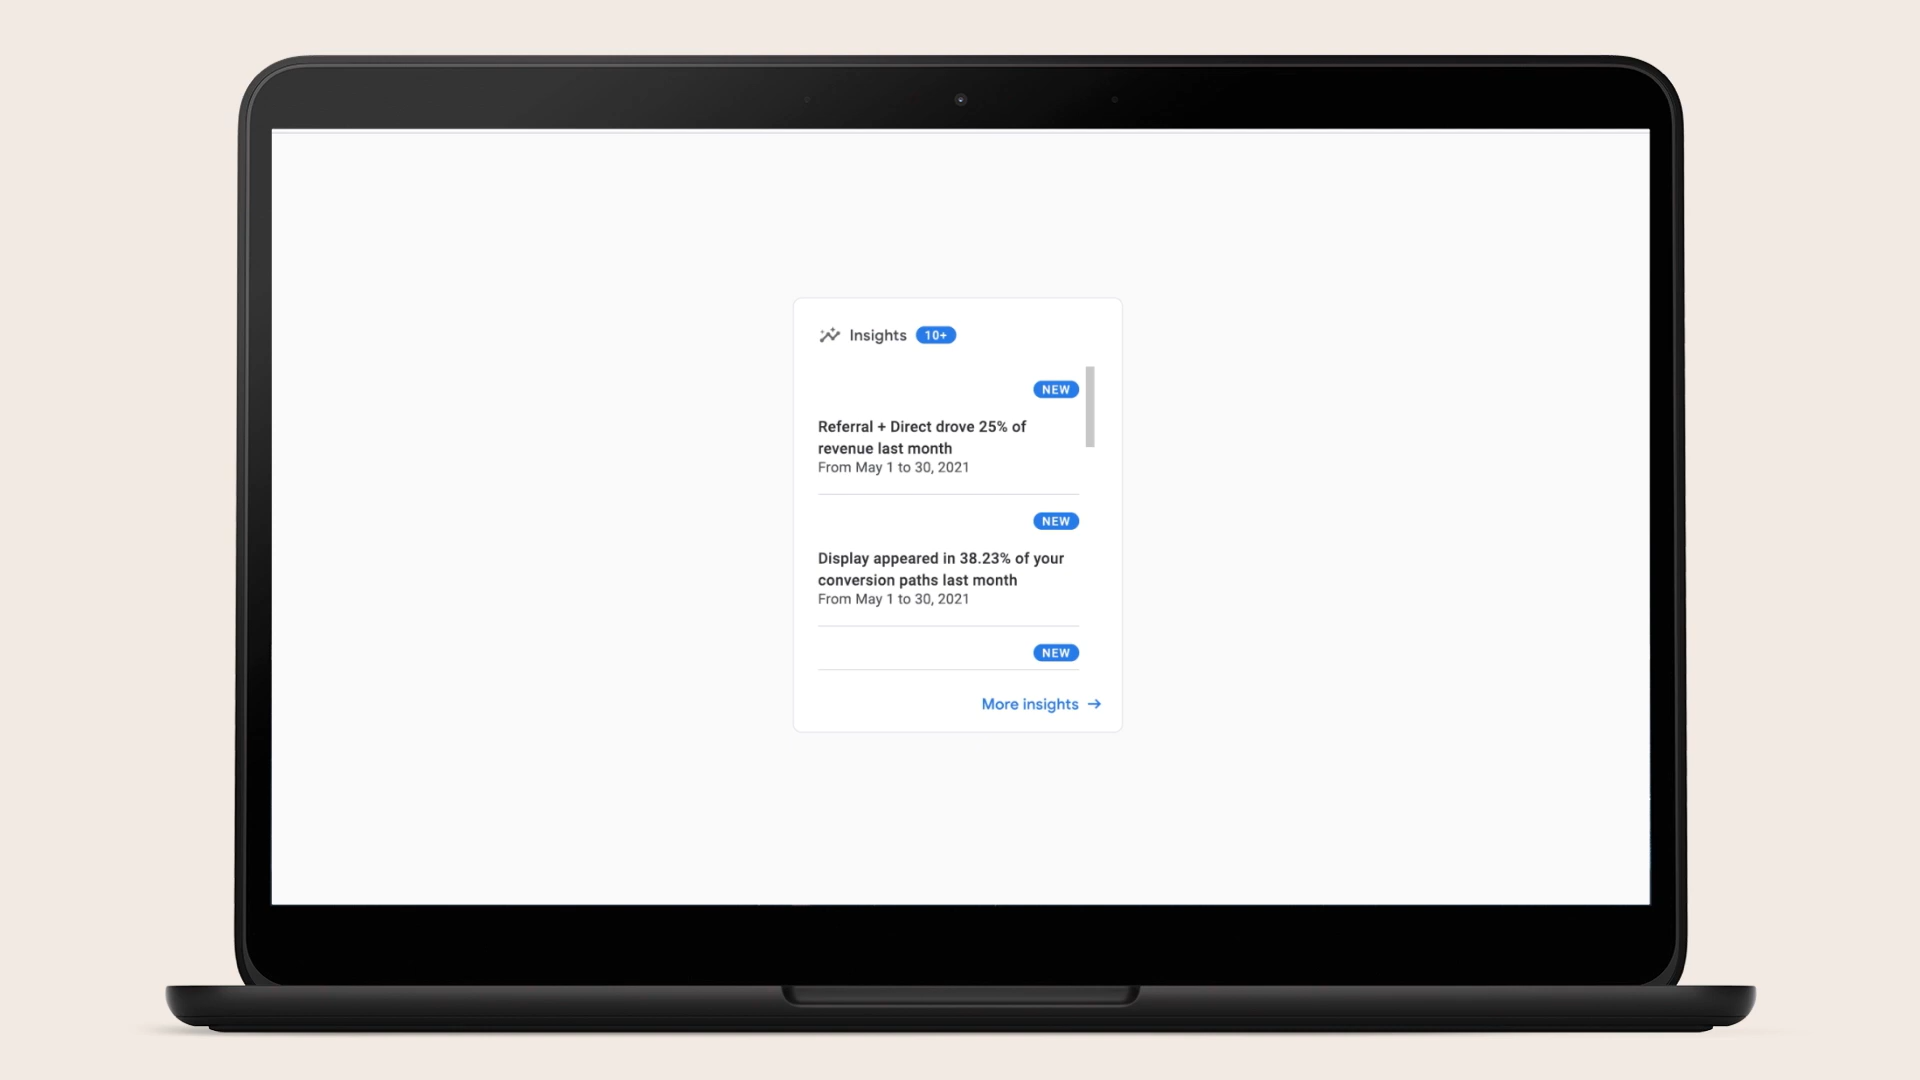 Insights 10+
NEW
Referral + Direct drove 25% of
revenue last month
From May 1 to 30, 2021
NEW
Display appeared in 38.23% of your
conversion paths last month
From May 1 to 30, 2021
NEW
More insights →